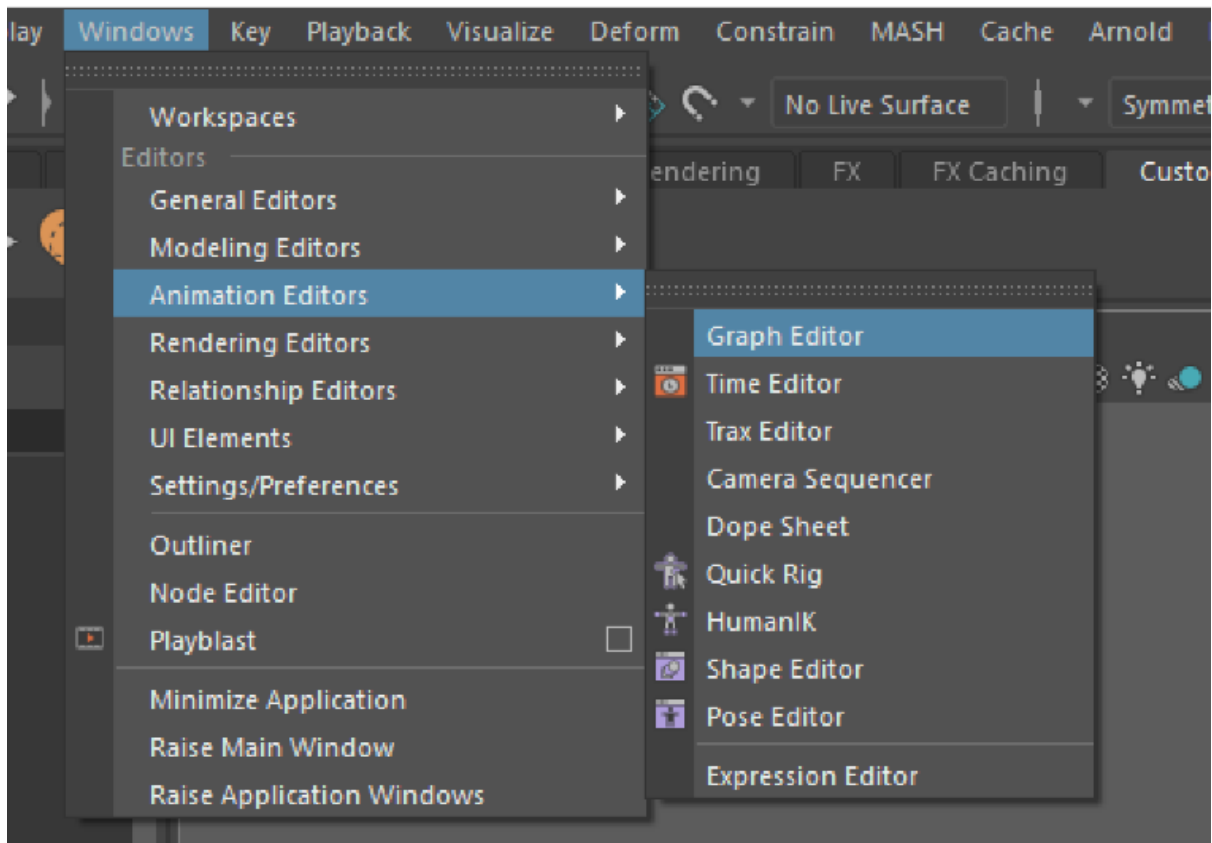 lay Windows Key Playback Visualize Deform Constrain MASH Cache Arnold
No Live Surface Symmet
endering FX FX Caching Custo
Workspaces
Editors
General Editors
Modeling Editors
Animation Editors
Rendering Editors
Relationship Editors
UI Elements
Settings/Preferences
Outliner
Node Editor
Playblast
Minimize Application
Raise Main Window
Raise Application Windows
Graph Editor
Time Editor
Trax Editor
Camera Sequencer
Dope Sheet
Quick Rig
HumanIK
Shape Editor
Pose Editor
Expression Editor